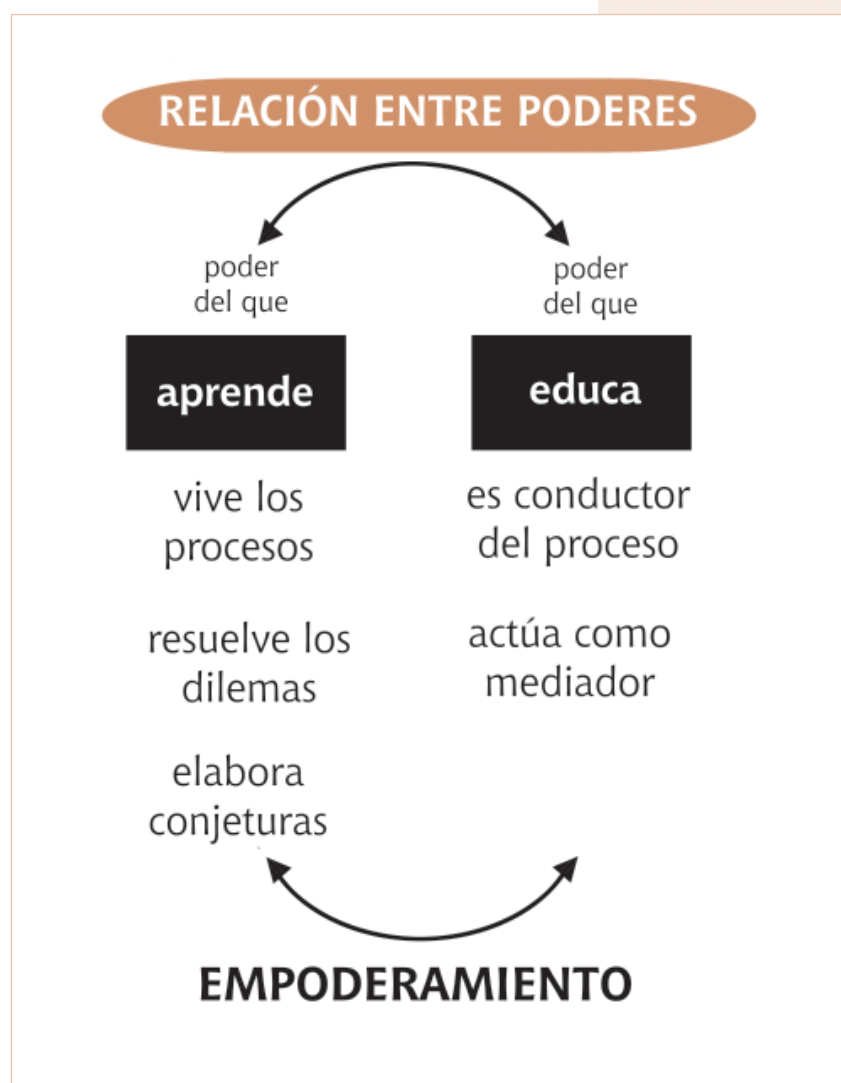 RELACIÓN ENTRE PODERES
poder
del que
aprende
vive los
procesos
resuelve los
dilemas
elabora
conjeturas
poder
del que
educa
es conductor
del proceso
actúa como
mediador
EMPODERAMIENTO